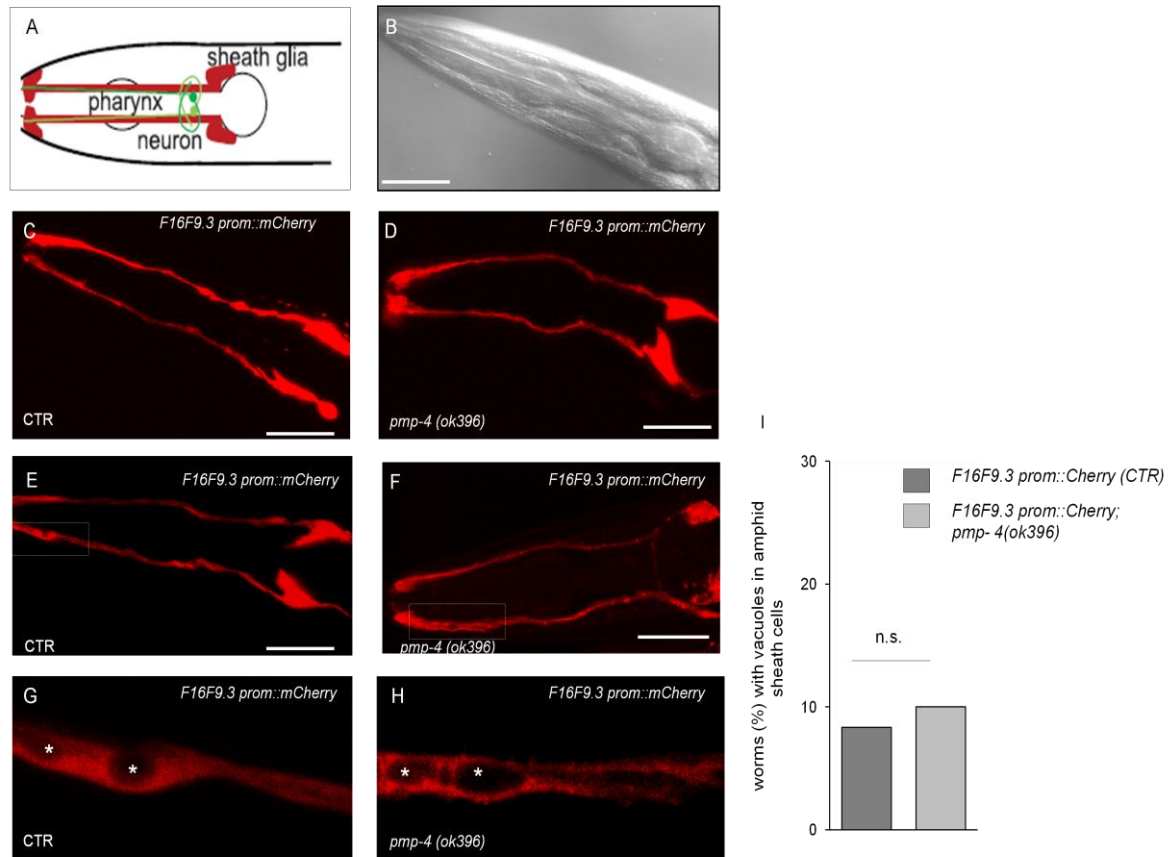 A
sheath glia
pharynx
neuron
B
C
F16F9.3 prom::mCherry
CTR
D
F16F9.3 prom::mCherry
pmp-4 (ok396)
E
F16F9.3 prom::mCherry
CTR
F
F16F9.3 prom::mCherry
pmp-4 (ok396)
G
F16F9.3 prom::mCherry
*
*
CTR
H
F16F9.3 prom::mCherry
*
*
pmp-4 (ok396)
I
worms (%) with vacuoles in amphid
sheath cells
30
20
10
0
n.s.
F16F9.3 prom::Cherry (CTR)
F16F9.3 prom::Cherry;
pmp- 4(ok396)